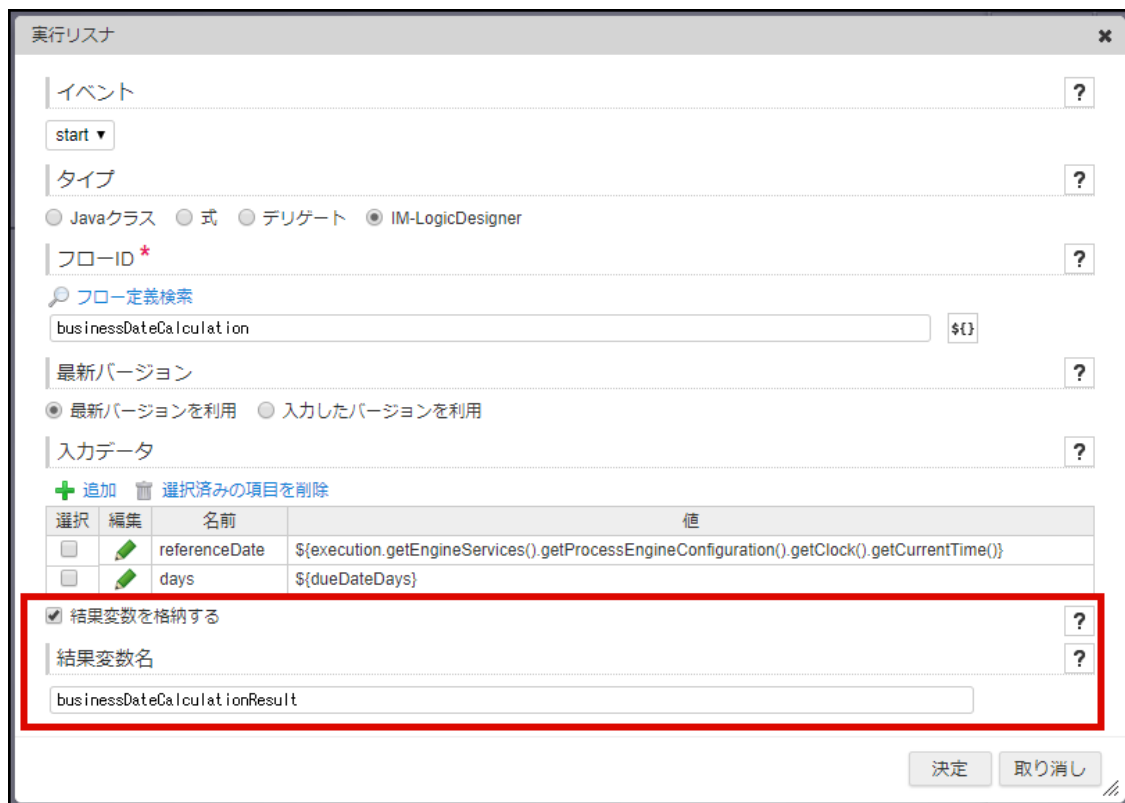 実行リスナ ✖
イベント ?
start ▼
タイプ ?
Javaクラス 式 デリゲート IM-LogicDesigner
フローID * ?
フロー定義検索
businessDateCalculation ${}
最新バージョン ?
最新バージョンを利用 入力したバージョンを利用
入力データ ?
追加 選択済みの項目を削除
選択 編集 名前 値
referenceDate ${execution.getEngineServices().getProcessEngineConfiguration().getClock().getCurrentTime()}
days ${dueDateDays}
結果変数を格納する ?
結果変数名 ?
businessDateCalculationResult
決定 取り消し